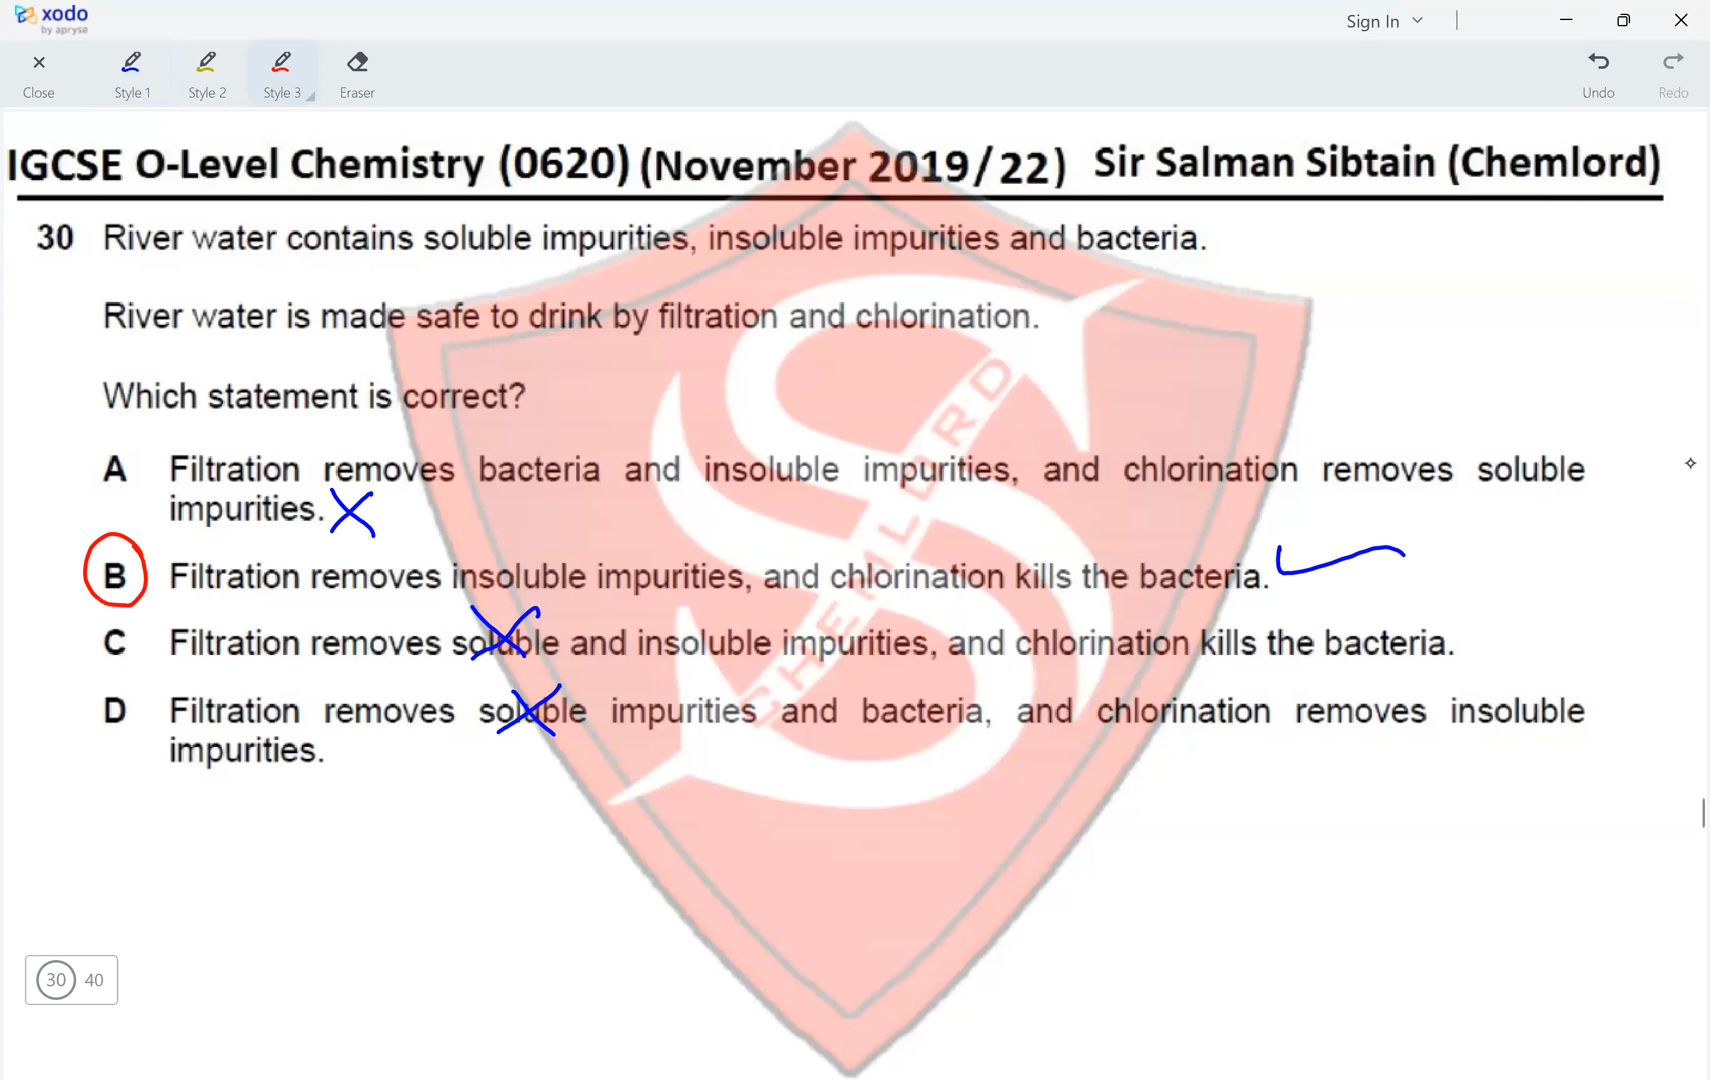 xodo
by apryse
Sign In
Close
Style 1
Style 2
Style 3
Eraser
Undo
Redo
IGCSE O-Level Chemistry (0620) (November 2019/22) Sir Salman Sibtain (Chemlord)
30 River water contains soluble impurities, insoluble impurities and bacteria.
River water is made safe to drink by filtration and chlorination.
Which statement is correct?
A Filtration removes bacteria and insoluble impurities, and chlorination removes soluble
impurities.
B Filtration removes insoluble impurities, and chlorination kills the bacteria.
C Filtration removes soluble and insoluble impurities, and chlorination kills the bacteria.
D Filtration removes soluble impurities and bacteria, and chlorination removes insoluble
impurities.
CHEMLORD
30 40